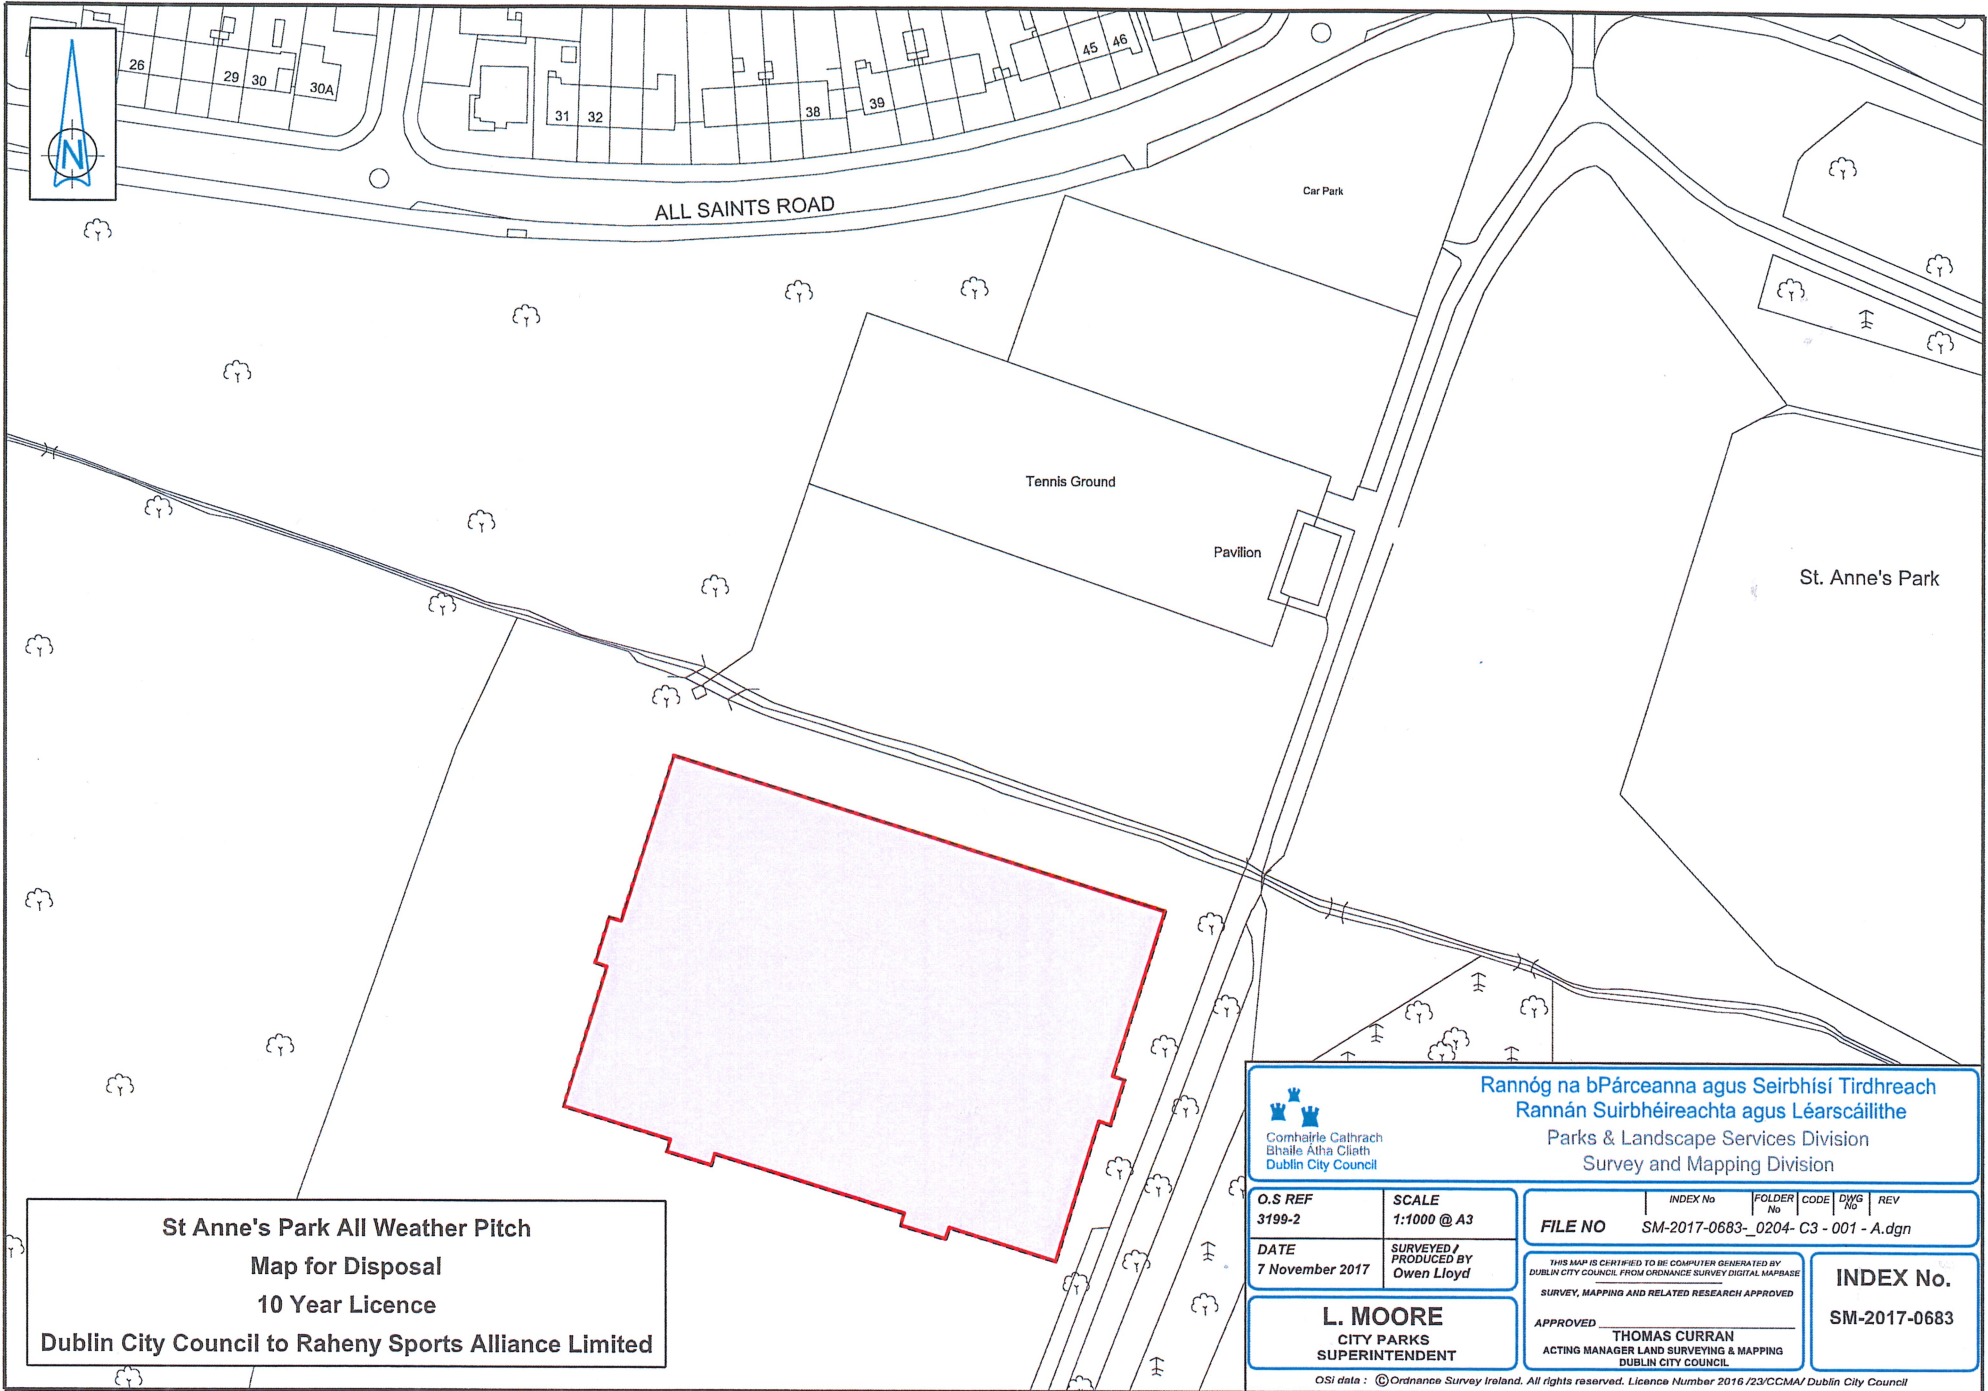 N
26
29
30
30A
31
32
38
39
45
46
ALL SAINTS ROAD
Car Park
Tennis Ground
Pavilion
St. Anne's Park
St Anne's Park All Weather Pitch
Map for Disposal
10 Year Licence
Dublin City Council to Raheny Sports Alliance Limited
Comhairle Cathrach
Bhaile Átha Cliath
Dublin City Council
Rannóg na bPárceanna agus Seirbhísí Tirdhreach
Rannán Suirbhéireachta agus Léarscáilithe
Parks & Landscape Services Division
Survey and Mapping Division
O.S REF
3199-2
SCALE
1:1000 @ A3
DATE
7 November 2017
SURVEYED /
PRODUCED BY
Owen Lloyd
INDEX No
FOLDER No
CODE
DWG No
REV
FILE NO SM-2017-0683-_0204- C3 - 001 - A.dgn
L. MOORE
CITY PARKS
SUPERINTENDENT
THIS MAP IS CERTIFIED TO BE COMPUTER GENERATED BY
DUBLIN CITY COUNCIL FROM ORDNANCE SURVEY DIGITAL MAPBASE
SURVEY, MAPPING AND RELATED RESEARCH APPROVED
APPROVED
THOMAS CURRAN
ACTING MANAGER LAND SURVEYING & MAPPING
DUBLIN CITY COUNCIL
INDEX No.
SM-2017-0683
OSi data : ©Ordnance Survey Ireland. All rights reserved. Licence Number 2016 /23/CCMA/ Dublin City Council